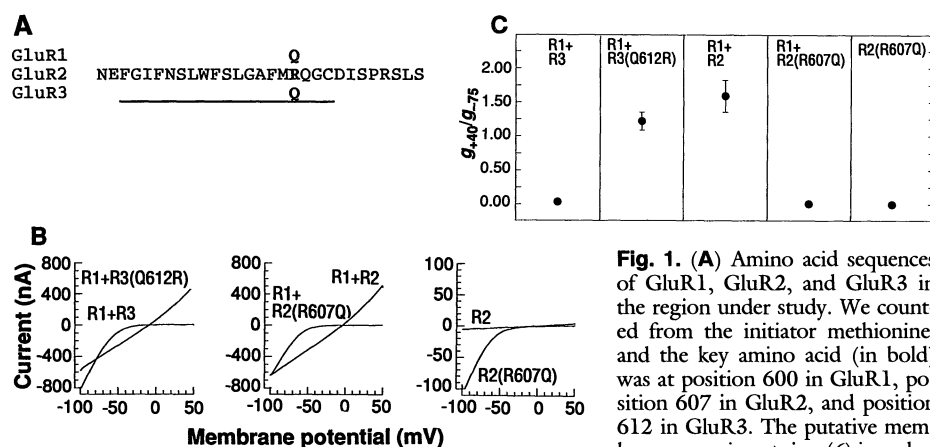 A
GluR1 Q
GluR2 NEFGIFNSLWFSLGAFMRQGCDISPRSLS
GluR3 Q
C
R1+ R3
R1+ R3(Q612R)
R1+ R2
R1+ R2(R607Q)
R2(R607Q)
g+40/g−75
2.00
1.50
1.00
0.50
0.00
B
Current (nA)
800
400
0
-400
-800
R1+R3(Q612R)
R1+R3
-100 -50 0 50
800
400
0
-400
-800
R1+R2
R1+
R2(R607Q)
-100 -50 0 50
100
50
0
-50
-100
R2
R2(R607Q)
-100 -50 0 50
Membrane potential (mV)
Fig. 1. (A) Amino acid sequences
of GluR1, GluR2, and GluR3 in
the region under study. We count-
ed from the initiator methionine,
and the key amino acid (in bold)
was at position 600 in GluR1, po-
sition 607 in GluR2, and position
612 in GluR3. The putative mem-